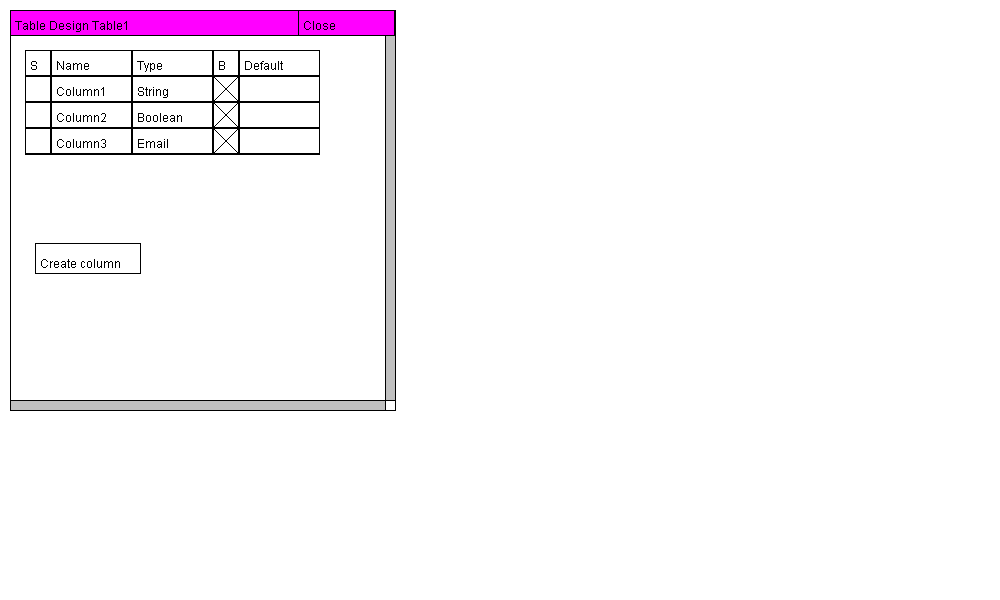 Table Design Table1 Close
S Name Type B Default
Column1 String
Column2 Boolean
Column3 Email
Create column